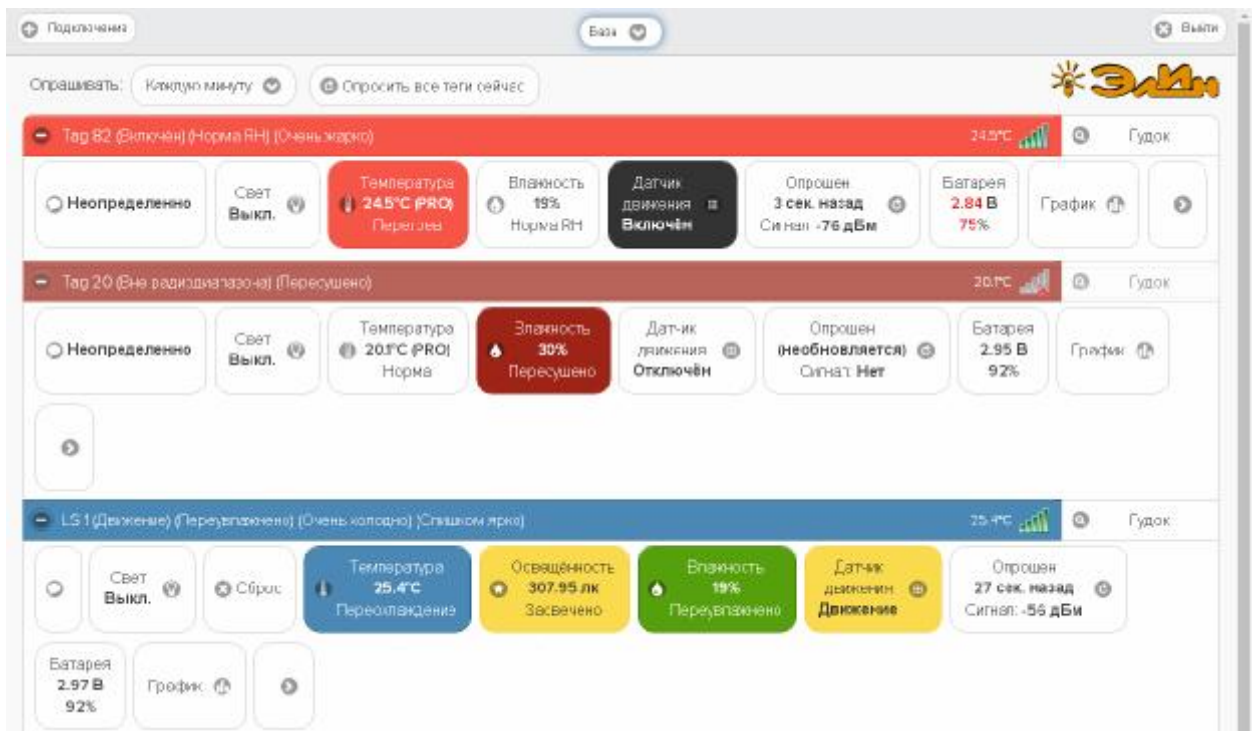 Подключения
База
Выйти
Опрашивать: Каждую минуту Опросить все теги сейчас
ЭлИн
Tag 82 (Включён) (Норма RH) (Очень жарко) 24.5°C Гудок
Неопределенно
Свет
Выкл.
Температура
24.5°C (PRO)
Перегрев
Влажность
19%
Норма RH
Датчик
движения
Включён
Опрошен
3 сек. назад
Сигнал -76 дБм
Батарея
2.84 В
75%
График
Tag 20 (Вне радиодиапазона) (Пересушено) 20.1°C Гудок
Неопределенно
Свет
Выкл.
Температура
20.1°C (PRO)
Норма
Влажность
30%
Пересушено
Датчик
движения
Отключён
Опрошен
(необновляется)
Сигнал: Нет
Батарея
2.95 В
92%
График
LS 1 (Движение) (Переувлажнено) (Очень холодно) (Слишком ярко) 25.4°C Гудок
Свет
Выкл.
Сброс
Температура
25.4°C
Переохлаждение
Освещённость
307.95 лк
Засвечено
Влажность
19%
Переувлажнено
Датчик
движения
Движение
Опрошен
27 сек. назад
Сигнал: -56 дБм
Батарея
2.97 В
92%
График